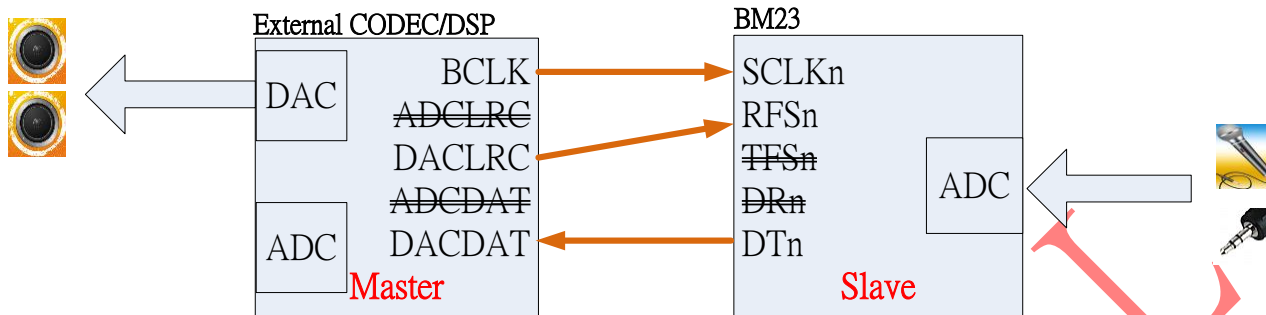 External CODEC/DSP
DAC
BCLK
ADCLRC
DACLRC
ADCDAT
DACDAT
ADC
Master
BM23
SCLKn
RFSn
TFSn
DRn
DTn
ADC
Slave